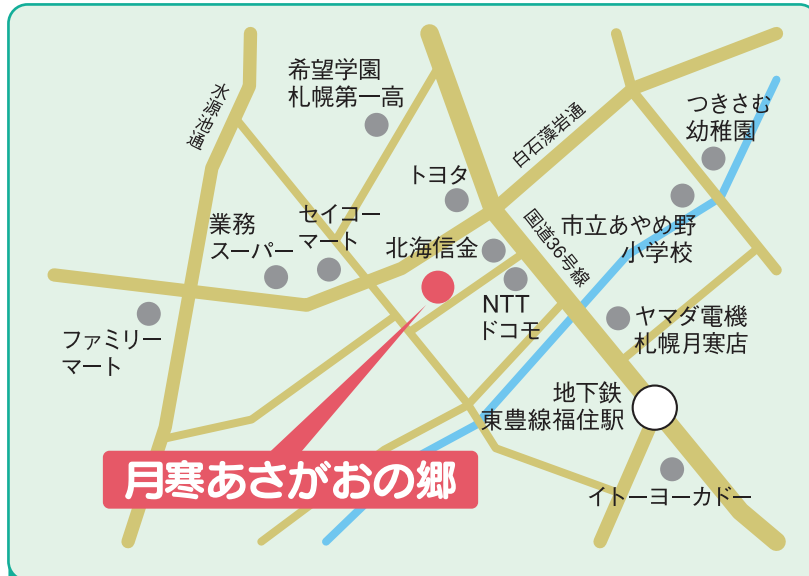 希望学園
札幌第一高
水源池通
白石藻岩通
つきさむ
幼稚園
トヨタ
セイコー
マート
業務
スーパー
北海信金
国道36号線
市立あやめ野
小学校
NTT
ドコモ
ヤマダ電機
札幌月寒店
ファミリー
マート
地下鉄
東豊線福住駅
月寒あさがおの郷
イトーヨーカドー